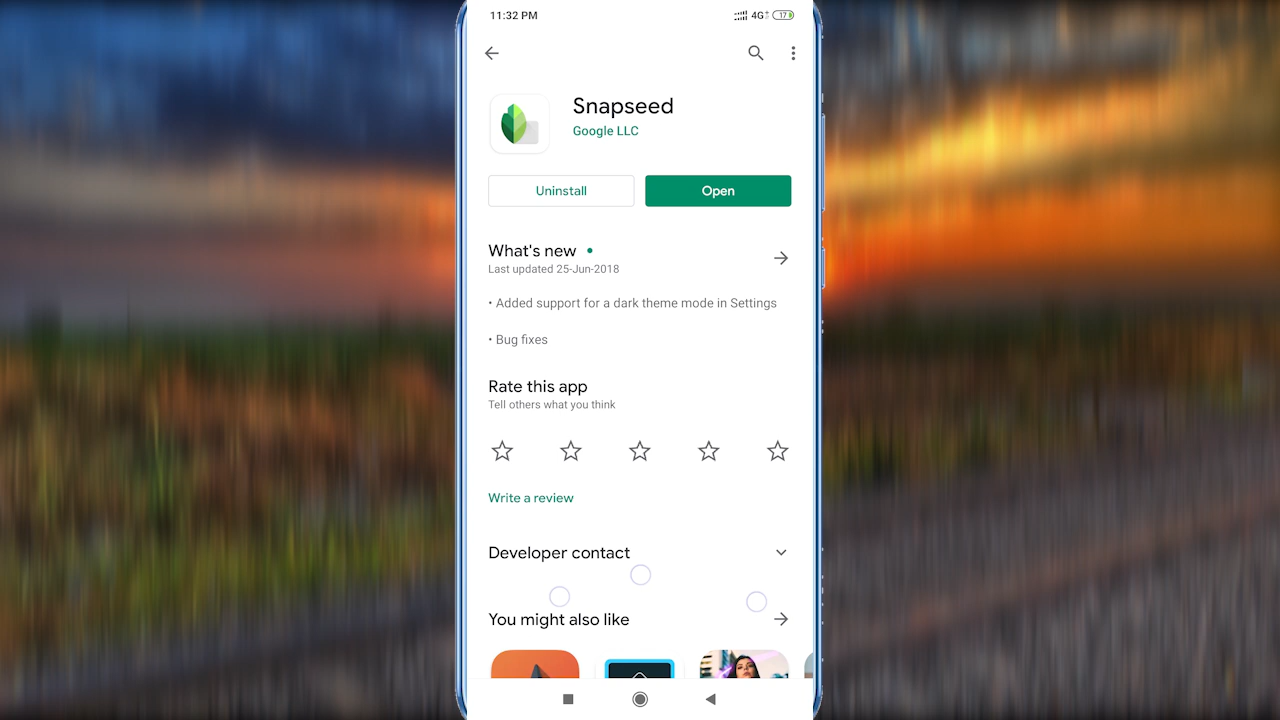 11:32 PM
4G+
17
Snapseed
Google LLC
Uninstall
Open
What's new
Last updated 25-Jun-2018
• Added support for a dark theme mode in Settings
• Bug fixes
Rate this app
Tell others what you think
Write a review
Developer contact
You might also like